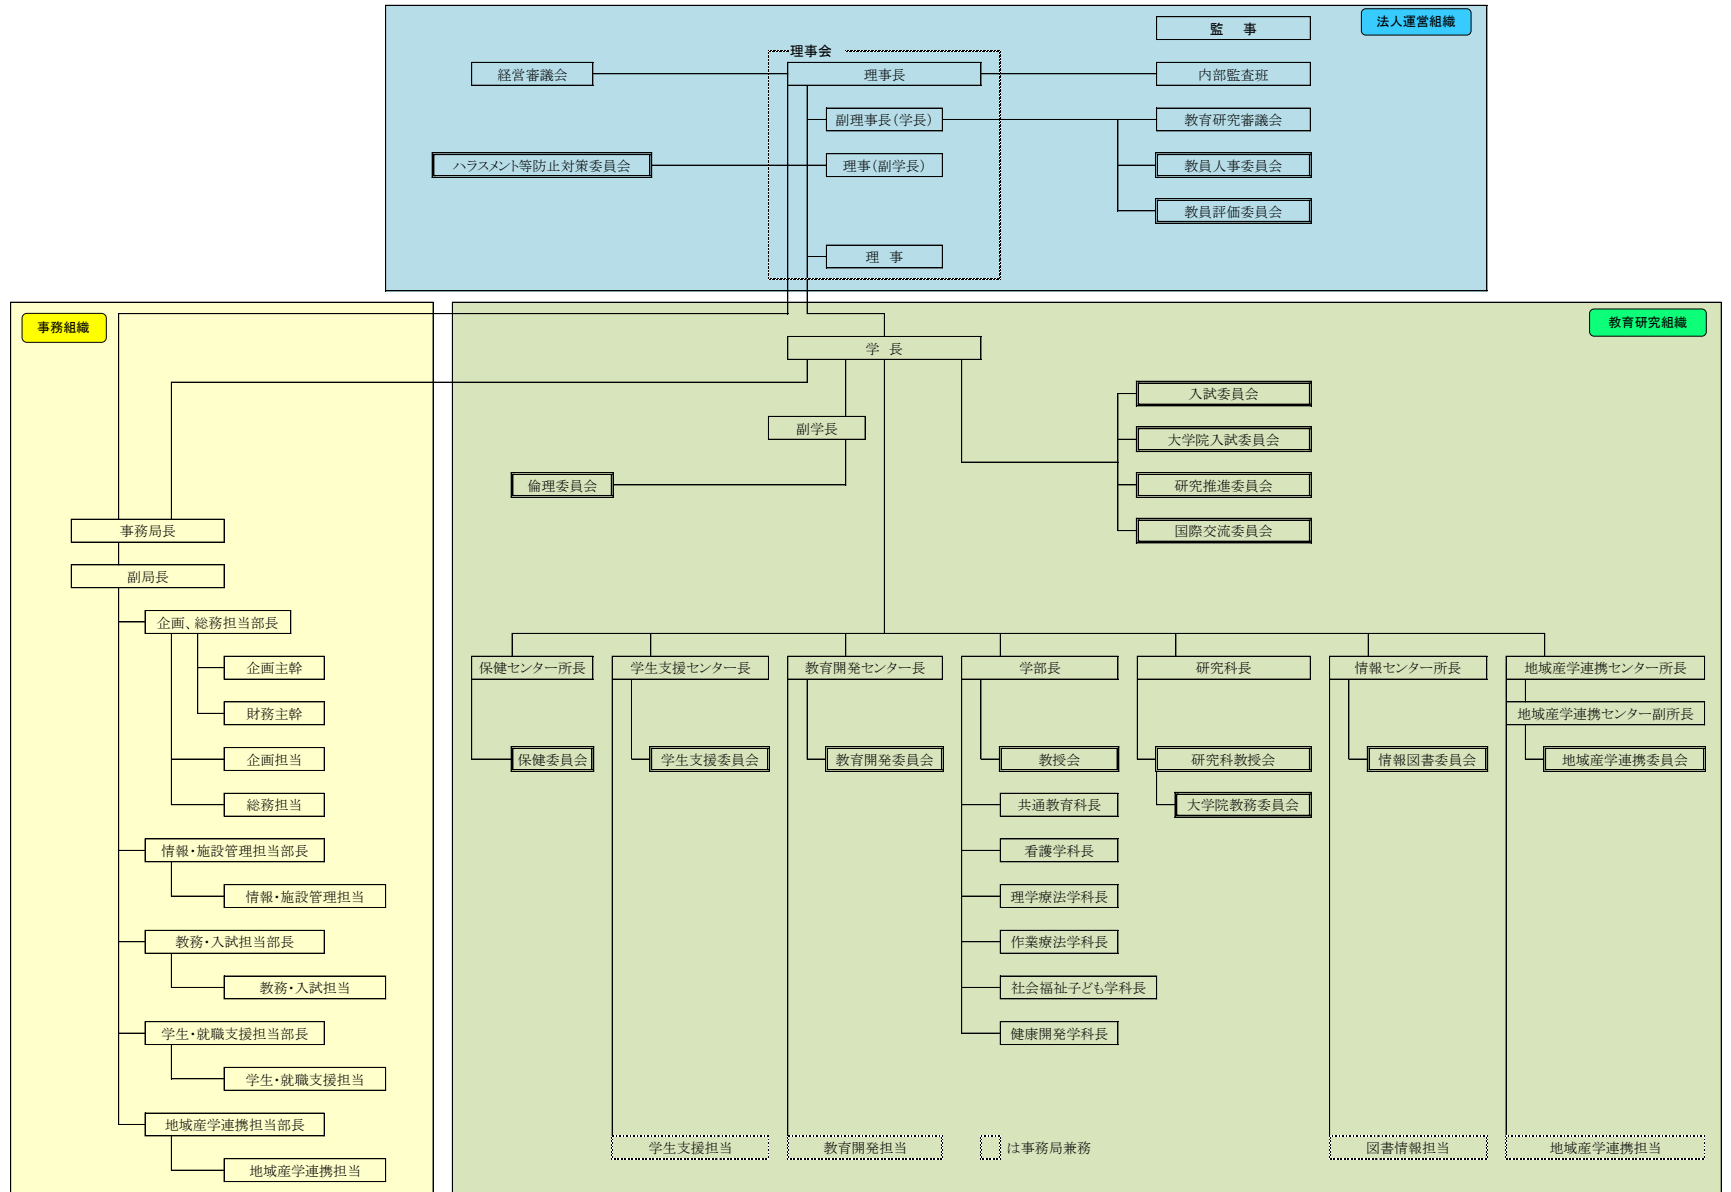 法人運営組織
監　事
理事会
経営審議会
理事長
内部監査班
副理事長（学長）
教育研究審議会
ハラスメント等防止対策委員会
理事（副学長）
教員人事委員会
教員評価委員会
理　事
事務組織
教育研究組織
学　長
入試委員会
副学長
大学院入試委員会
倫理委員会
研究推進委員会
国際交流委員会
事務局長
副局長
企画、総務担当部長
企画主幹
財務主幹
企画担当
総務担当
情報・施設管理担当部長
情報・施設管理担当
教務・入試担当部長
教務・入試担当
学生・就職支援担当部長
学生・就職支援担当
地域産学連携担当部長
地域産学連携担当
保健センター所長
学生支援センター長
教育開発センター長
学部長
研究科長
情報センター所長
地域産学連携センター所長
地域産学連携センター副所長
保健委員会
学生支援委員会
教育開発委員会
教授会
研究科教授会
情報図書委員会
地域産学連携委員会
共通教育科長
大学院教務委員会
看護学科長
理学療法学科長
作業療法学科長
社会福祉子ども学科長
健康開発学科長
学生支援担当
教育開発担当
は事務局兼務
図書情報担当
地域産学連携担当